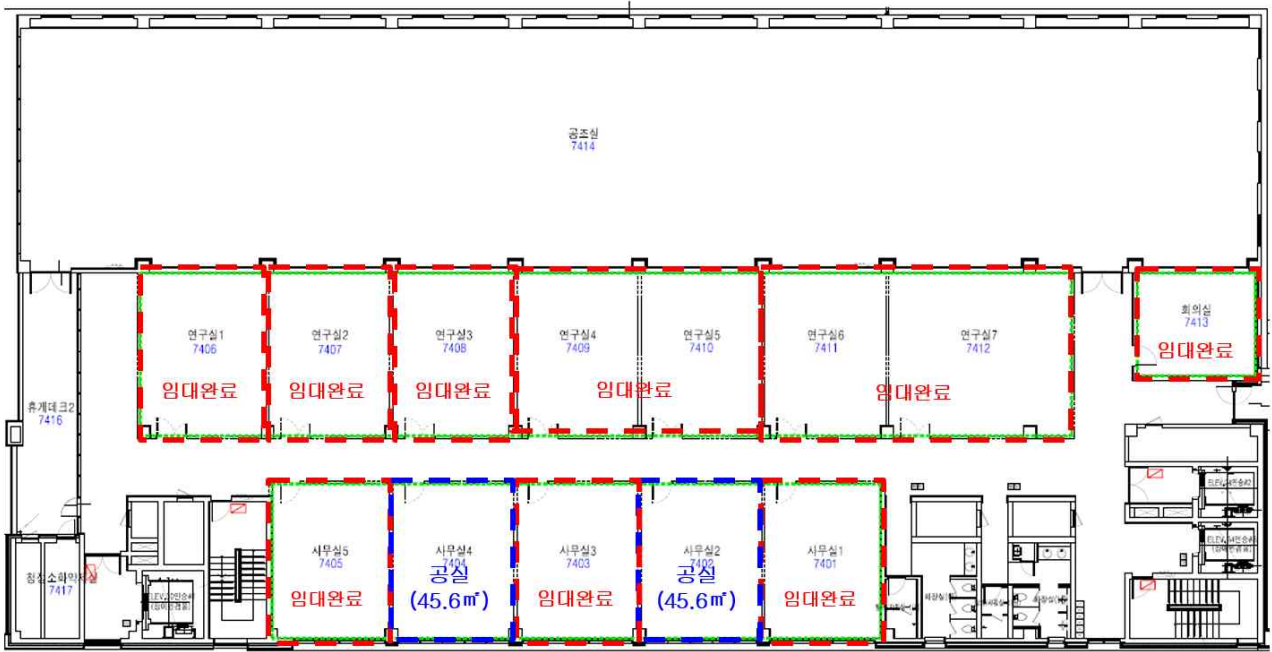 공조실
7414
연구실1
7406
임대완료
연구실2
7407
임대완료
연구실3
7408
임대완료
연구실4
7409
연구실5
7410
임대완료
연구실6
7411
연구실7
7412
임대완료
회의실
7413
임대완료
휴게데크2
7416
사무실5
7405
임대완료
사무실4
7404
공실
(45.6㎡)
사무실3
7403
임대완료
사무실2
7402
공실
(45.6㎡)
사무실1
7401
임대완료
7417